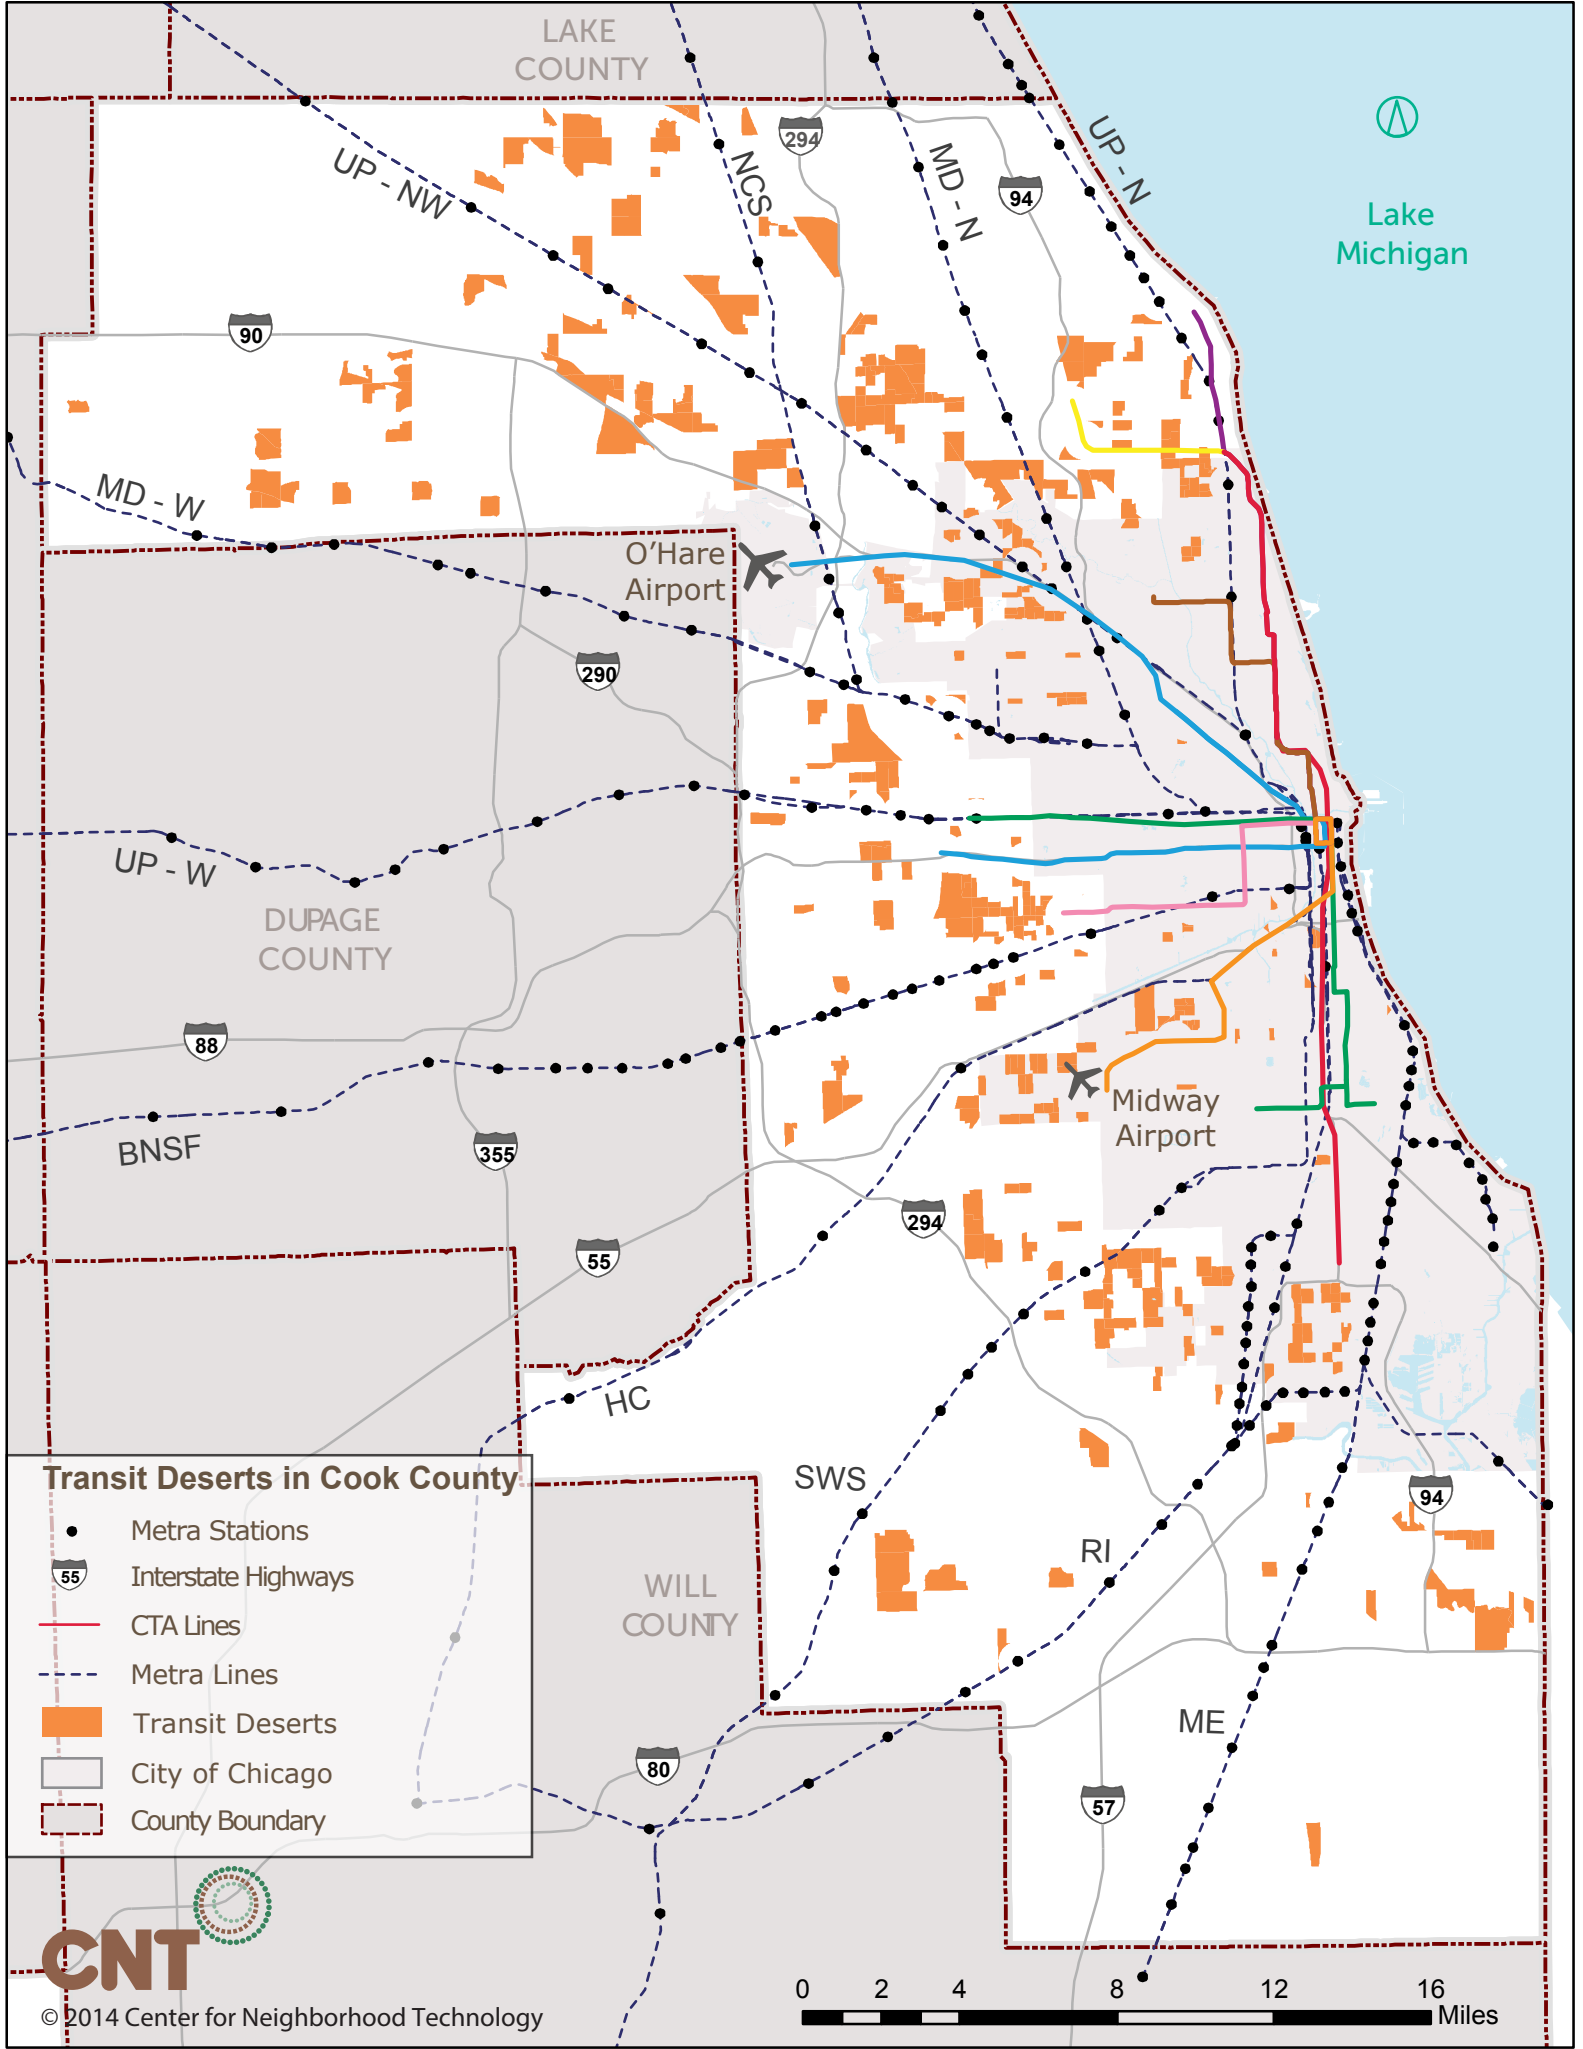 LAKE
COUNTY
294
94
UP - N
UP - NW
NCS
MD - N
Lake
Michigan
90
MD - W
O'Hare
Airport
290
UP - W
DUPAGE
COUNTY
88
BNSF
355
Midway
Airport
294
55
HC
SWS
94
RI
WILL
COUNTY
ME
80
57
Transit Deserts in Cook County
Metra Stations
55
Interstate Highways
CTA Lines
Metra Lines
Transit Deserts
City of Chicago
County Boundary
CNT
© 2014 Center for Neighborhood Technology
0 2 4 8 12 16
Miles